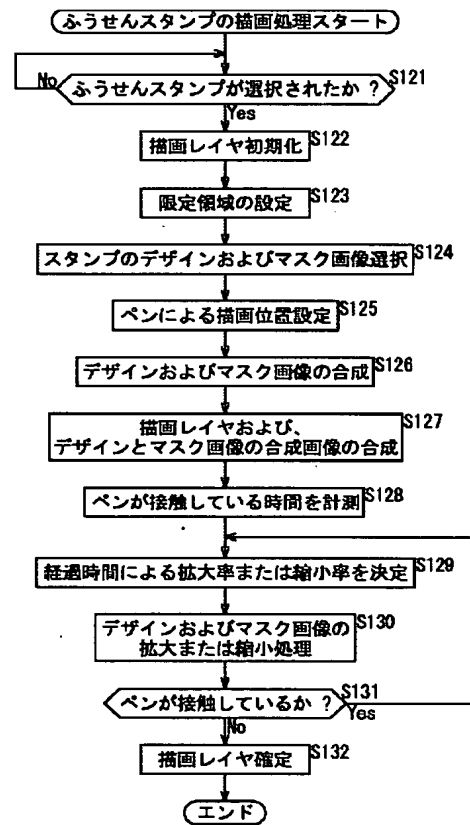 ふうせんスタンプの描画処理スタート
No
ふうせんスタンプが選択されたか ?
S121
Yes
描画レイヤ初期化
S122
限定領域の設定
S123
スタンプのデザインおよびマスク画像選択
S124
ペンによる描画位置設定
S125
デザインおよびマスク画像の合成
S126
描画レイヤおよび、
デザインとマスク画像の合成画像の合成
S127
ペンが接触している時間を計測
S128
経過時間による拡大率または縮小率を決定
S129
デザインおよびマスク画像の
拡大または縮小処理
S130
ペンが接触しているか ?
S131
Yes
No
描画レイヤ確定
S132
エンド